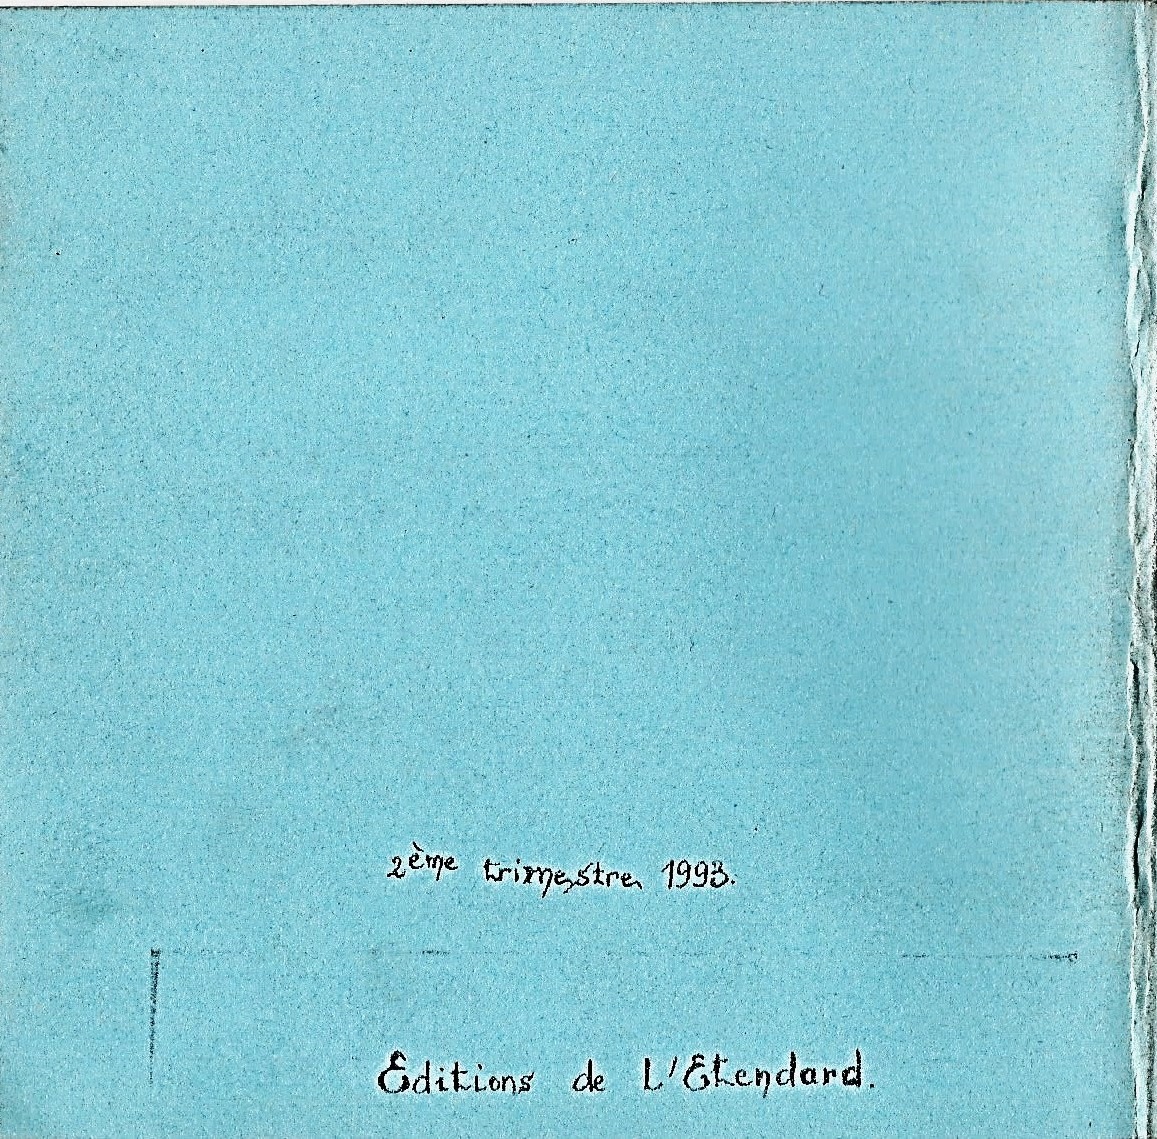 2ème trimestre 1993.
Editions de L'Etendard.